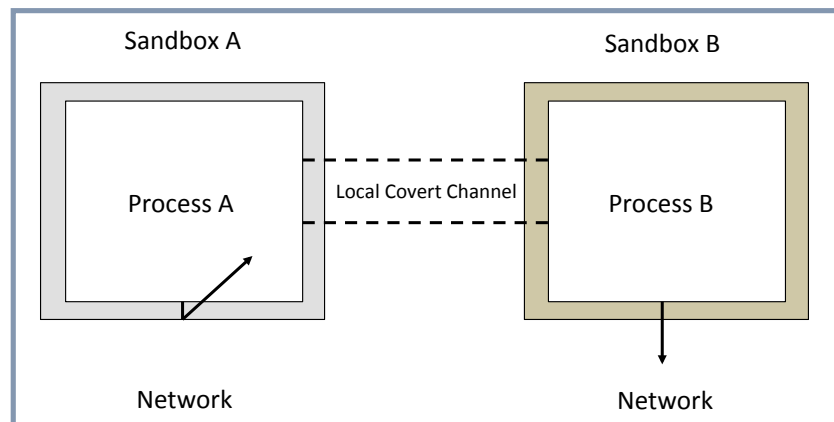 Sandbox A
Sandbox B
Process A
Local Covert Channel
Process B
Network
Network